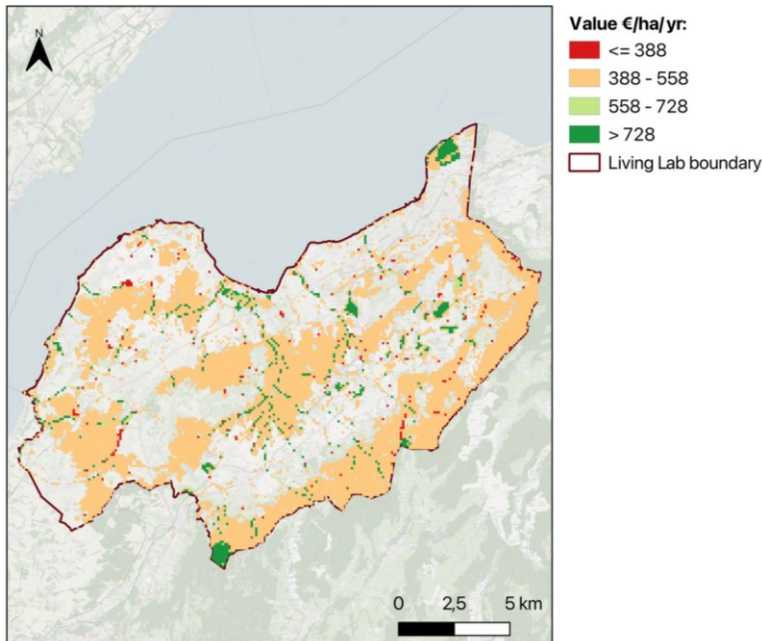 N
Value €/ha/yr:
<= 388
388 - 558
558 - 728
> 728
Living Lab boundary
0 2,5 5 km